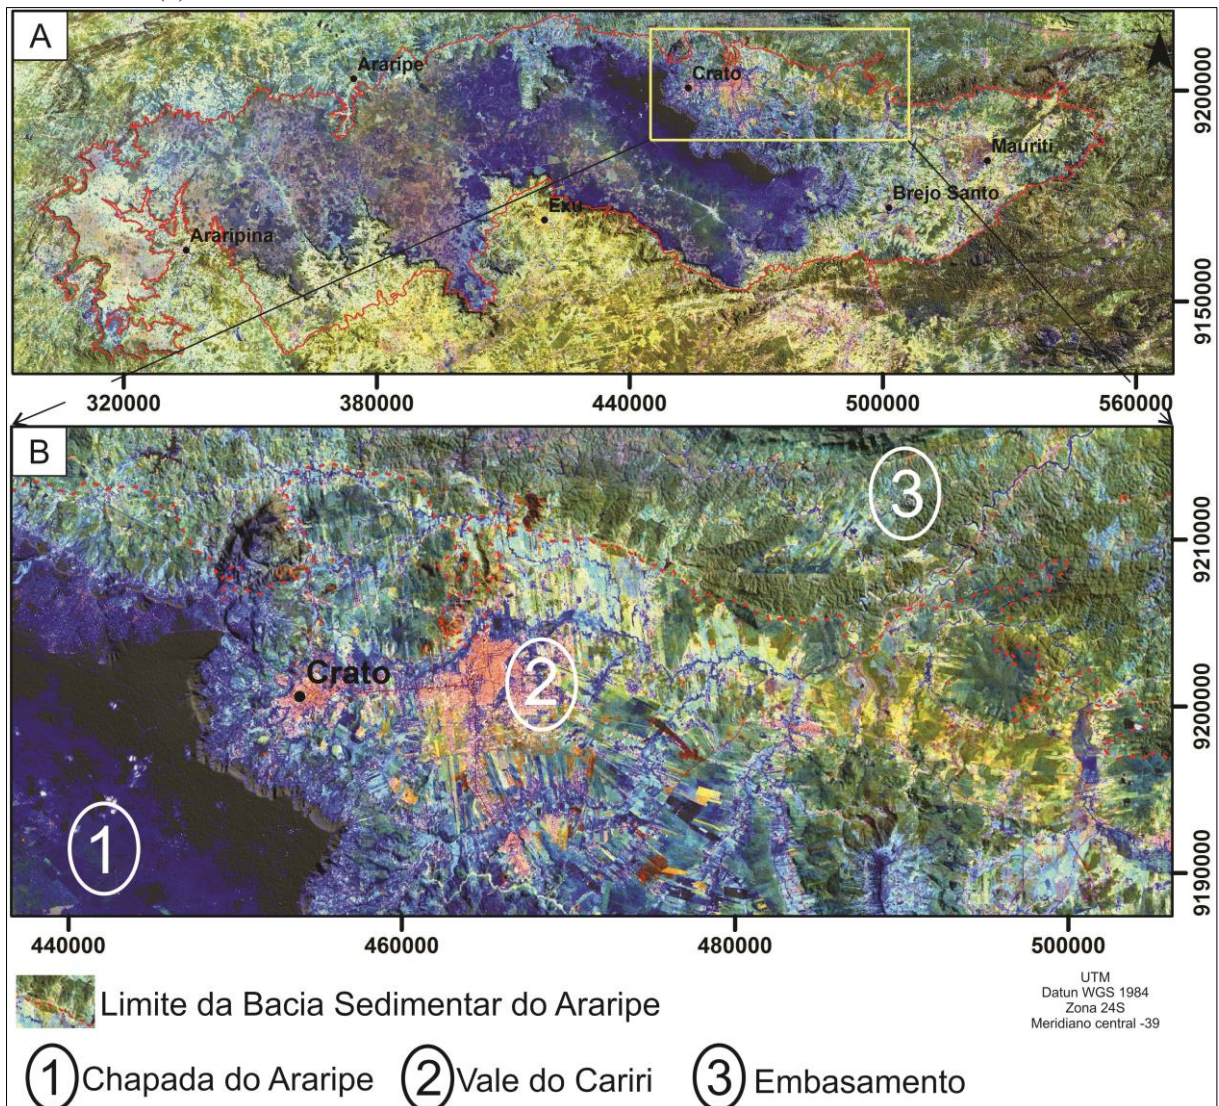 A
Araripe
Crato
Mauriti
Brejo Santo
Exu
Araripina
9200000
9150000
320000 380000 440000 500000 560000
B
3
Crato
2
1
9210000
9200000
9190000
440000 460000 480000 500000
Limite da Bacia Sedimentar do Araripe
UTM
Datun WGS 1984
Zona 24S
Meridiano central -39
1 Chapada do Araripe 2 Vale do Cariri 3 Embasamento